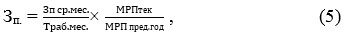 Зп. = Зп ср.мес. / Траб.мес. × МРПтек / МРП пред.год , (5)